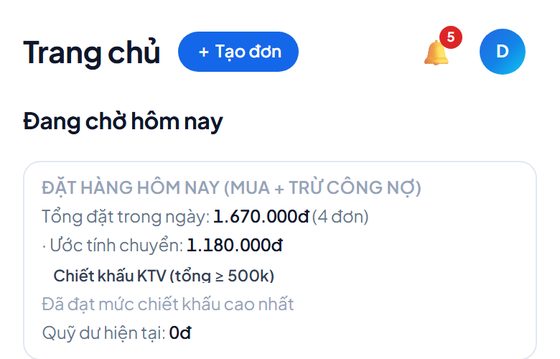 Trang chủ
+ Tạo đơn
5
D
Đang chờ hôm nay
ĐẶT HÀNG HÔM NAY (MUA + TRỪ CÔNG NỢ)
Tổng đặt trong ngày: 1.670.000đ (4 đơn)
· Ước tính chuyển: 1.180.000đ
Chiết khấu KTV (tổng ≥ 500k)
Đã đạt mức chiết khấu cao nhất
Quỹ dư hiện tại: 0đ